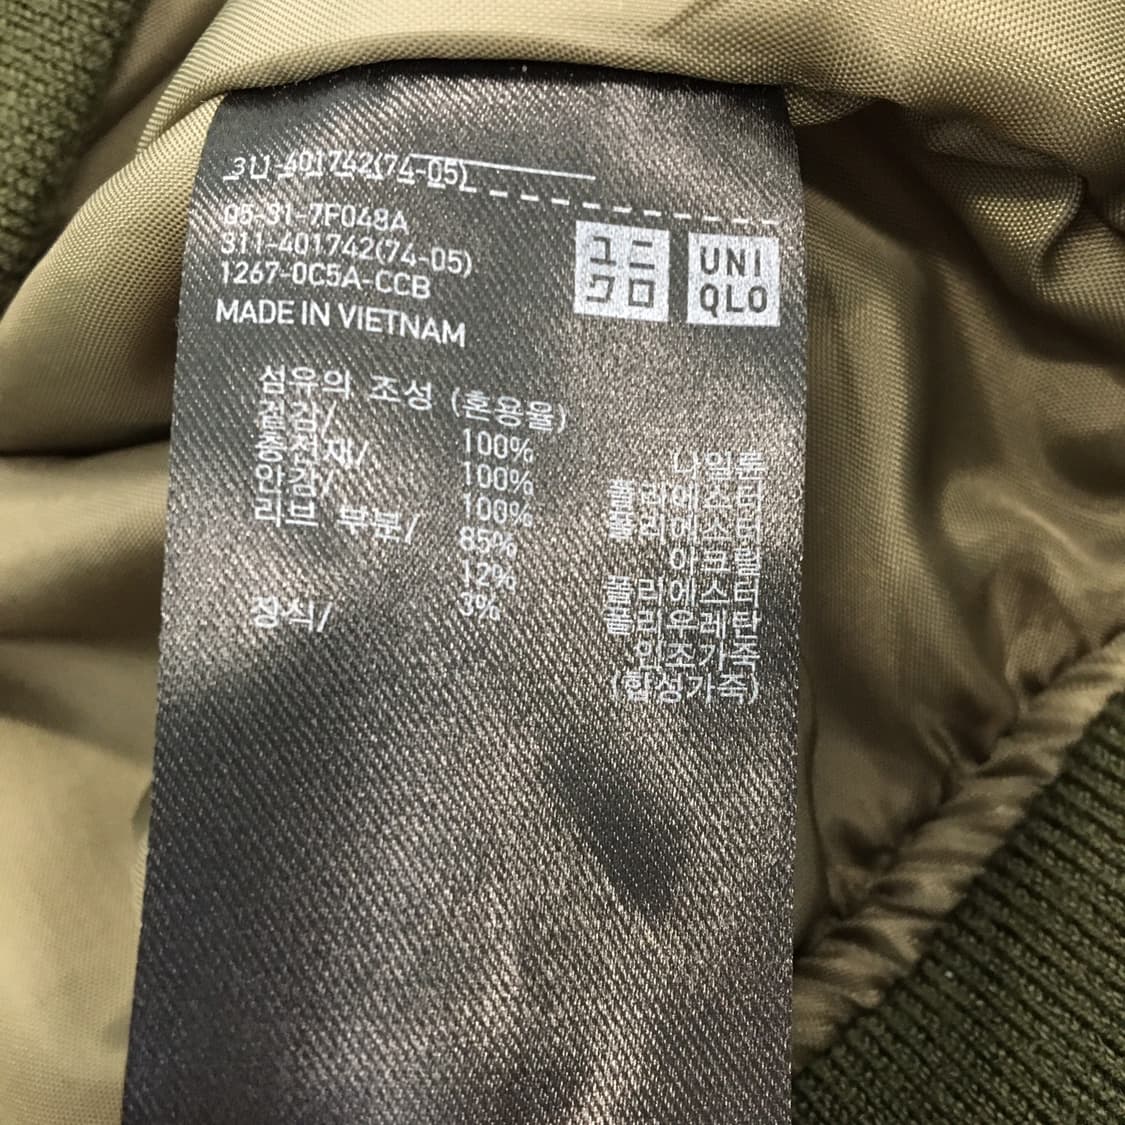 311-401742(74-05)
05-31-7F048A
311-401742(74-05)
1267-0C5A-CCB
MADE IN VIETNAM
ユニ
クロ
UNI
QLO
섬유의 조성 (혼용율)
겉감/ 100% 나일론
충전재/ 100% 폴리에스터
안감/ 100% 폴리에스터
리브 부분/ 85% 아크릴
12% 폴리에스터
3% 폴리우레탄
장식/ 인조가죽
(합성가죽)